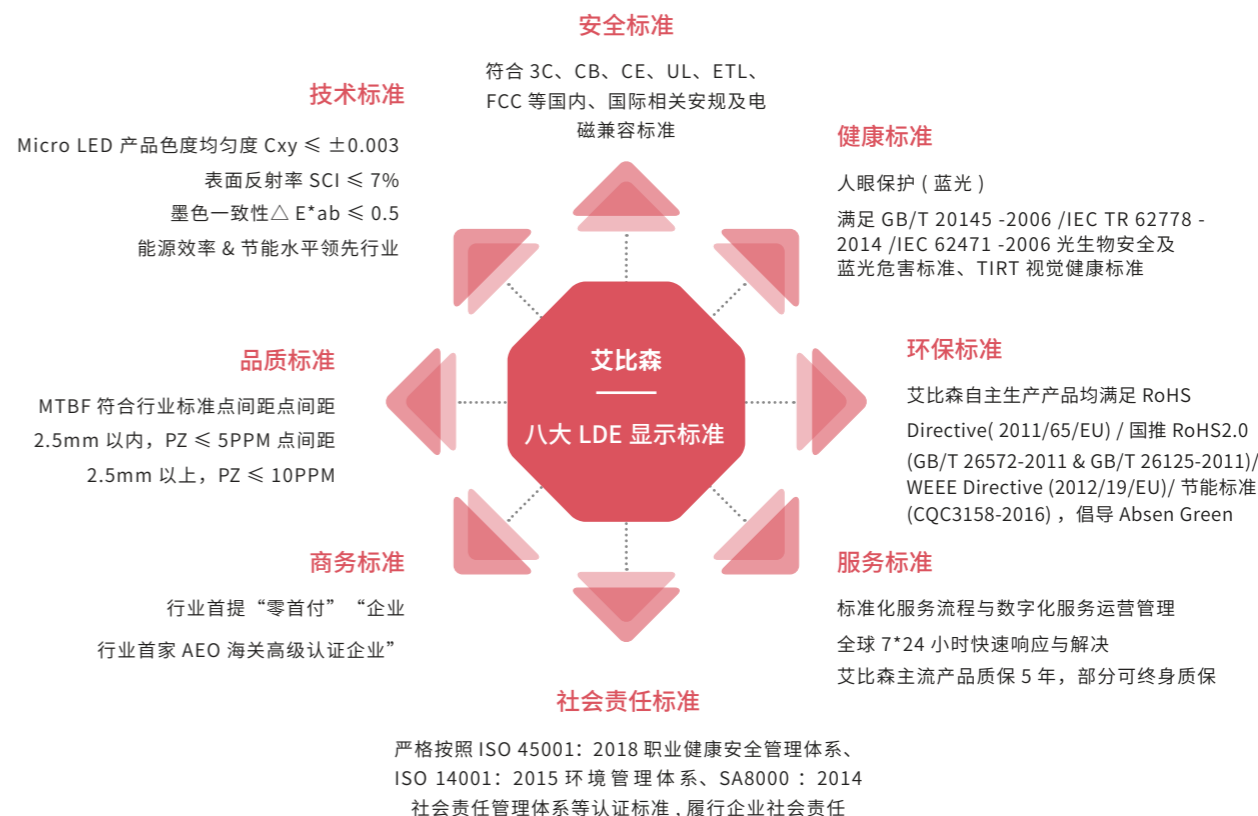 安全标准
符合 3C、CB、CE、UL、ETL、
FCC 等国内、国际相关安规及电
磁兼容标准
技术标准
Micro LED 产品色度均匀度 Cxy ≤ ±0.003
表面反射率 SCI ≤ 7%
墨色一致性△ E*ab ≤ 0.5
能源效率 & 节能水平领先行业
健康标准
人眼保护 ( 蓝光 )
满足 GB/T 20145 -2006 /IEC TR 62778 -
2014 /IEC 62471 -2006 光生物安全及
蓝光危害标准、TIRT 视觉健康标准
艾比森
八大 LDE 显示标准
品质标准
MTBF 符合行业标准点间距点间距
2.5mm 以内，PZ ≤ 5PPM 点间距
2.5mm 以上，PZ ≤ 10PPM
环保标准
艾比森自主生产产品均满足 RoHS
Directive( 2011/65/EU) / 国推 RoHS2.0
(GB/T 26572-2011 & GB/T 26125-2011)/
WEEE Directive (2012/19/EU)/ 节能标准
(CQC3158-2016) ，倡导 Absen Green
商务标准
行业首提“零首付”“企业
行业首家 AEO 海关高级认证企业”
服务标准
标准化服务流程与数字化服务运营管理
全球 7*24 小时快速响应与解决
艾比森主流产品质保 5 年，部分可终身质保
社会责任标准
严格按照 ISO 45001：2018 职业健康安全管理体系、
ISO 14001：2015 环境管理体系、SA8000 ：2014
社会责任管理体系等认证标准 , 履行企业社会责任